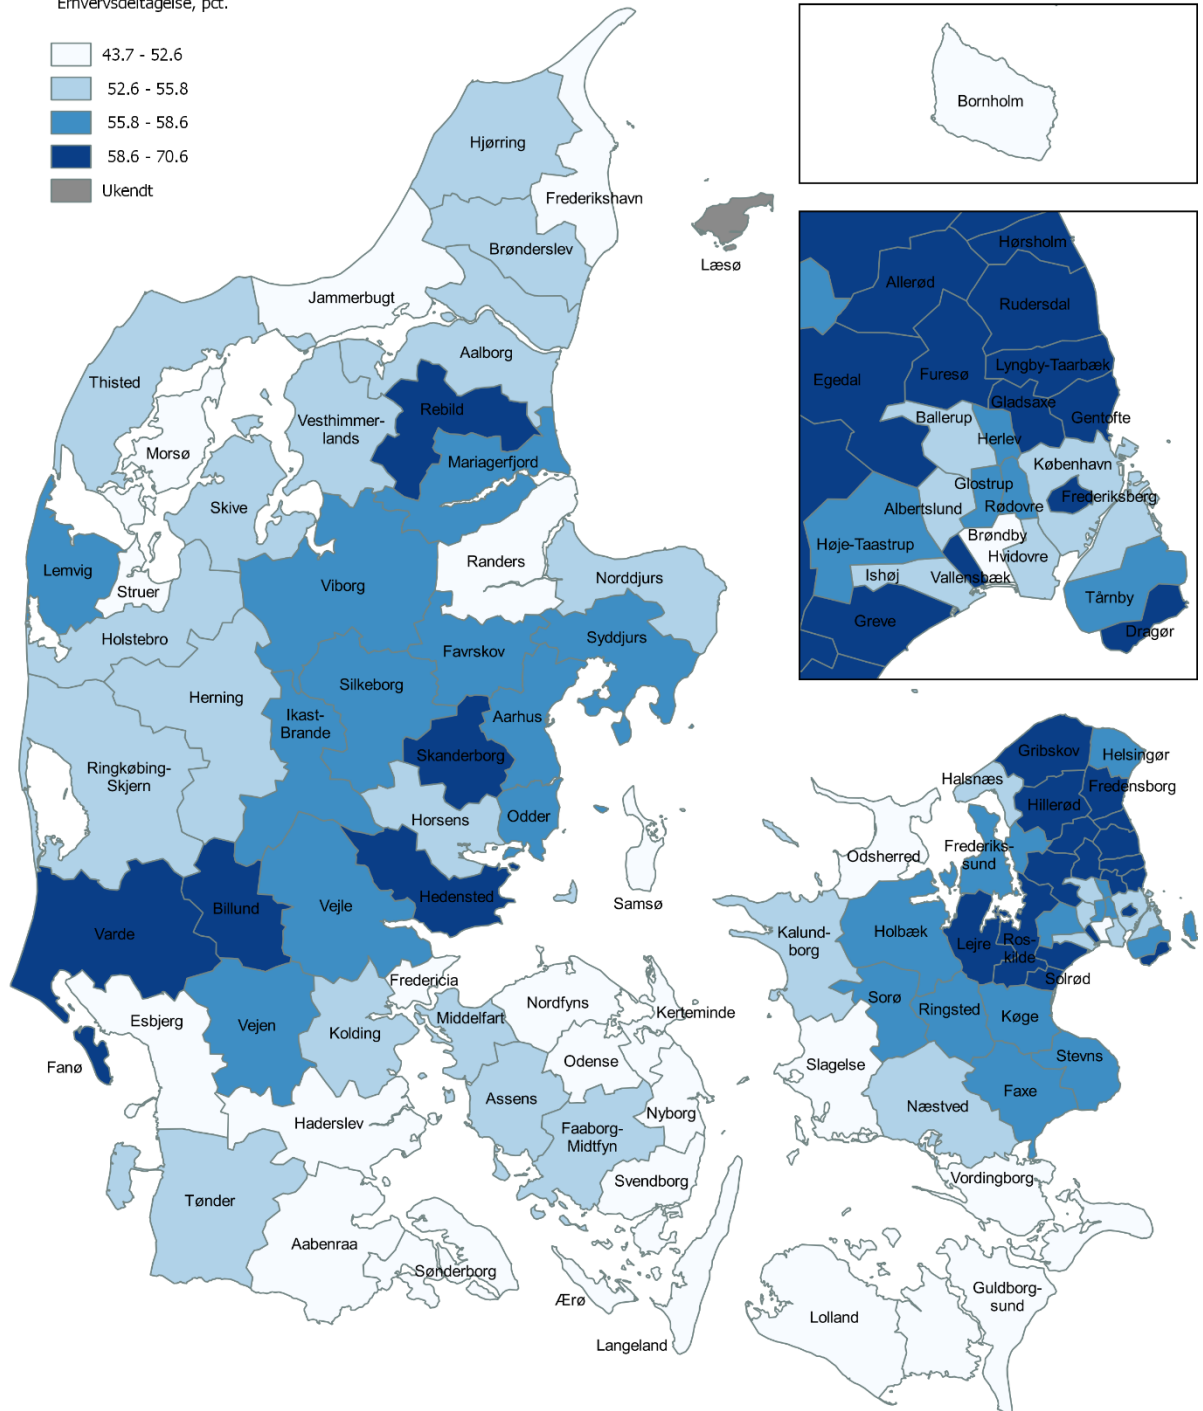 Erhvervsdeltagelse, pct.
43.7 - 52.6
52.6 - 55.8
55.8 - 58.6
58.6 - 70.6
Ukendt
Bornholm
Hjørring
Frederikshavn
Brønderslev
Læsø
Jammerbugt
Aalborg
Thisted
Rebild
Vesthimmer-
lands
Morsø
Mariagerfjord
Skive
Randers
Lemvig
Struer
Viborg
Norddjurs
Holstebro
Favrskov
Syddjurs
Silkeborg
Herning
Ikast-
Brande
Aarhus
Skanderborg
Ringkøbing-
Skjern
Horsens
Odder
Hedensted
Billund
Vejle
Varde
Samsø
Fredericia
Esbjerg
Vejen
Kolding
Middelfart
Nordfyns
Kerteminde
Fanø
Odense
Assens
Nyborg
Haderslev
Faaborg-
Midtfyn
Svendborg
Tønder
Aabenraa
Sønderborg
Ærø
Langeland
Hørsholm
Allerød
Rudersdal
Lyngby-Taarbæk
Egedal
Furesø
Gladsaxe
Gentofte
Ballerup
Herlev
København
Glostrup
Frederiksberg
Albertslund
Rødovre
Brøndby
Høje-Taastrup
Hvidovre
Ishøj
Vallensbæk
Tårnby
Greve
Dragør
Gribskov
Helsingør
Halsnæs
Fredensborg
Hillerød
Odsherred
Frederiks-
sund
Kalund-
borg
Holbæk
Lejre
Ros-
kilde
Solrød
Sorø
Ringsted
Køge
Stevns
Slagelse
Faxe
Næstved
Vordingborg
Guldborg-
sund
Lolland